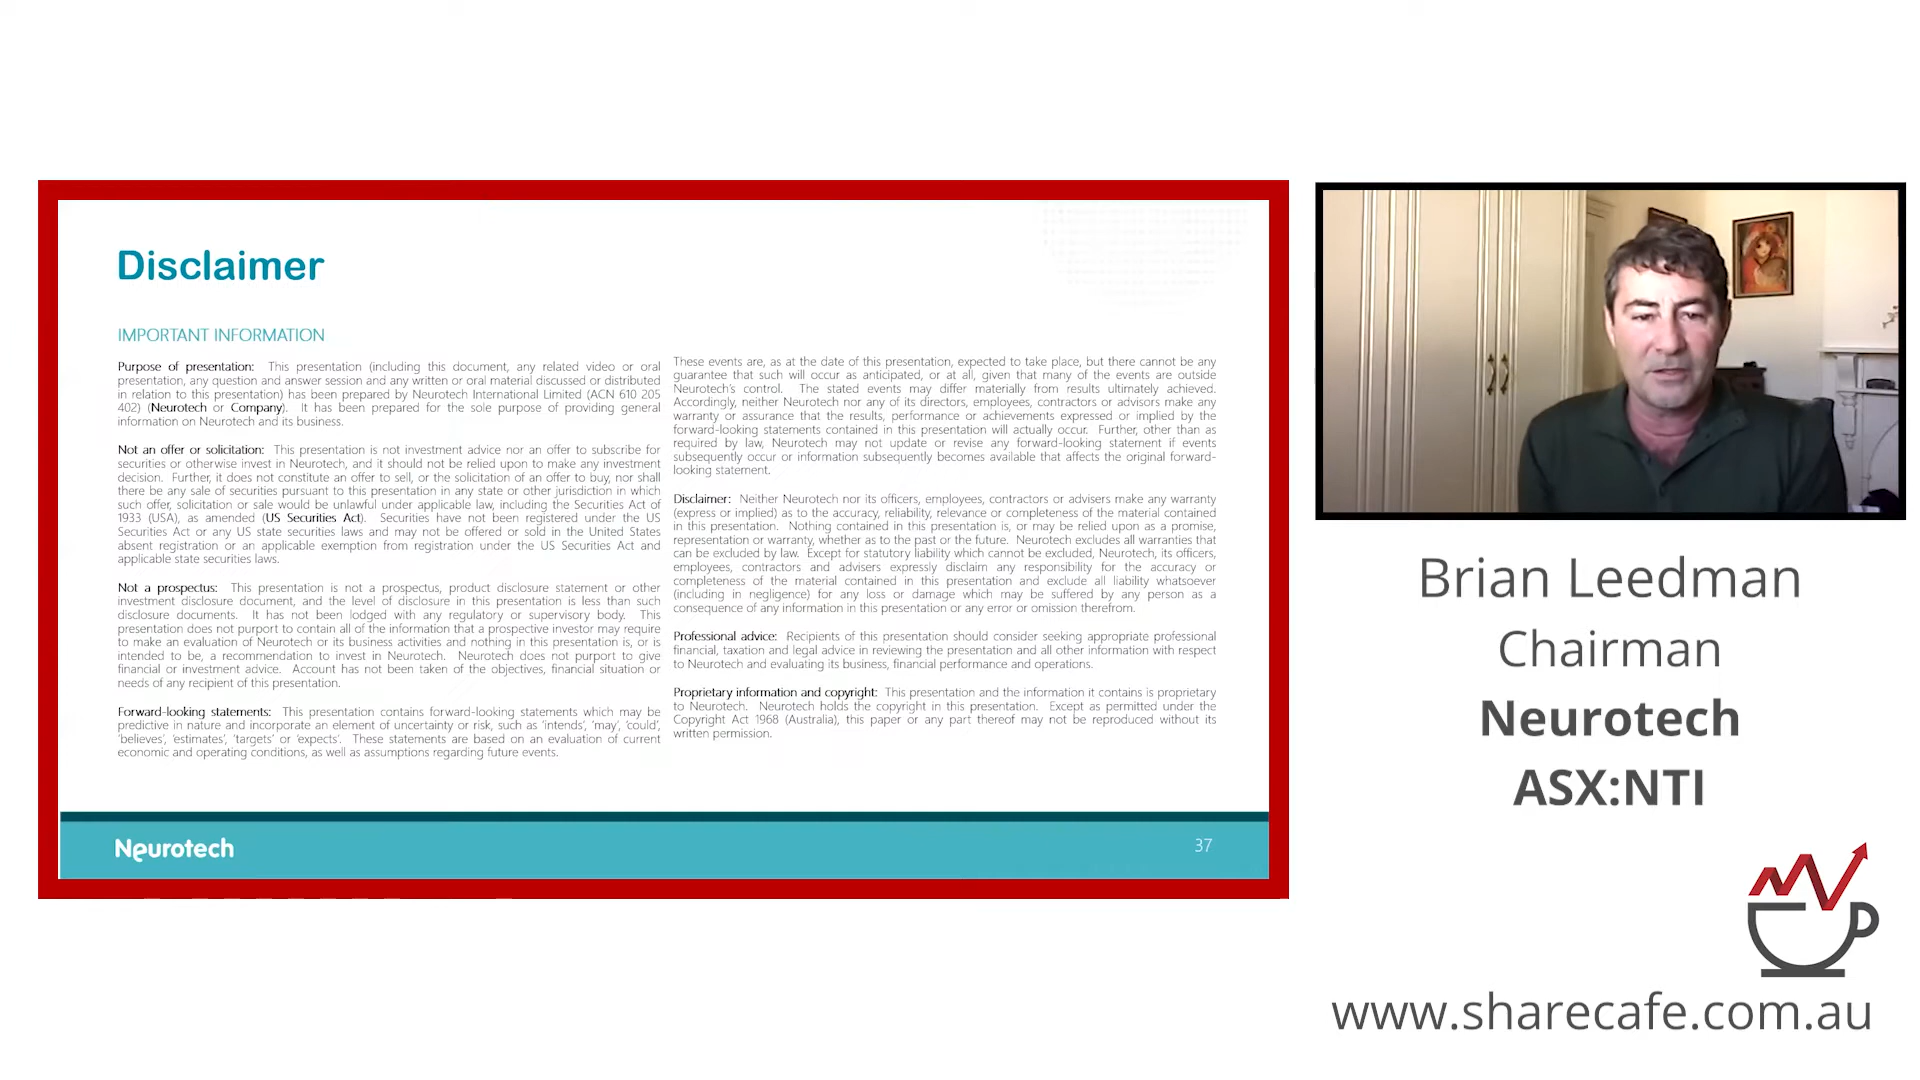 Disclaimer
IMPORTANT INFORMATION
Purpose of presentation: This presentation (including this document, any related video or oral
presentation, any question and answer session and any written or oral material discussed or distributed
in relation to this presentation) has been prepared by Neurotech International Limited (ACN 610 205
402) (Neurotech or Company). It has been prepared for the sole purpose of providing general
information on Neurotech and its business.
Not an offer or solicitation: This presentation is not investment advice nor an offer to subscribe for
securities or otherwise invest in Neurotech, and it should not be relied upon to make any investment
decision. Further, it does not constitute an offer to sell, or the solicitation of an offer to buy, nor shall
there be any sale of securities pursuant to this presentation in any state or other jurisdiction in which
such offer, solicitation or sale would be unlawful under applicable law, including the Securities Act of
1933 (USA), as amended (US Securities Act). Securities have not been registered under the US
Securities Act or any US state securities laws and may not be offered or sold in the United States
absent registration or an applicable exemption from registration under the US Securities Act and
applicable state securities laws.
Not a prospectus: This presentation is not a prospectus, product disclosure statement or other
investment disclosure document, and the level of disclosure in this presentation is less than such
disclosure documents. It has not been lodged with any regulatory or supervisory body. This
presentation does not purport to contain all of the information that a prospective investor may require
to make an evaluation of Neurotech or its business activities and nothing in this presentation is, or is
intended to be, a recommendation to invest in Neurotech. Neurotech does not purport to give
financial or investment advice. Account has not been taken of the objectives, financial situation or
needs of any recipient of this presentation.
Forward-looking statements: This presentation contains forward-looking statements which may be
predictive in nature and incorporate an element of uncertainty or risk, such as 'intends', 'may', 'could',
'believes', 'estimates', 'targets' or 'expects'. These statements are based on an evaluation of current
economic and operating conditions, as well as assumptions regarding future events.
These events are, as at the date of this presentation, expected to take place, but there cannot be any
guarantee that such will occur as anticipated, or at all, given that many of the events are outside
Neurotech's control. The stated events may differ materially from results ultimately achieved.
Accordingly, neither Neurotech nor any of its directors, employees, contractors or advisors make any
warranty or assurance that the results, performance or achievements expressed or implied by the
forward-looking statements contained in this presentation will actually occur. Further, other than as
required by law, Neurotech may not update or revise any forward-looking statement if events
subsequently occur or information subsequently becomes available that affects the original forward-
looking statement.
Disclaimer: Neither Neurotech nor its officers, employees, contractors or advisers make any warranty
(express or implied) as to the accuracy, reliability, relevance or completeness of the material contained
in this presentation. Nothing contained in this presentation is, or may be relied upon as a promise,
representation or warranty, whether as to the past or the future. Neurotech excludes all warranties that
can be excluded by law. Except for statutory liability which cannot be excluded, Neurotech, its officers,
employees, contractors and advisers expressly disclaim any responsibility for the accuracy or
completeness of the material contained in this presentation and exclude all liability whatsoever
(including in negligence) for any loss or damage which may be suffered by any person as a
consequence of any information in this presentation or any error or omission therefrom.
Professional advice: Recipients of this presentation should consider seeking appropriate professional
financial, taxation and legal advice in reviewing the presentation and all other information with respect
to Neurotech and evaluating its business, financial performance and operations.
Proprietary information and copyright: This presentation and the information it contains is proprietary
to Neurotech. Neurotech holds the copyright in this presentation. Except as permitted under the
Copyright Act 1968 (Australia), this paper or any part thereof may not be reproduced without its
written permission.
Neurotech
37
Brian Leedman
Chairman
Neurotech
ASX:NTI
www.sharecafe.com.au